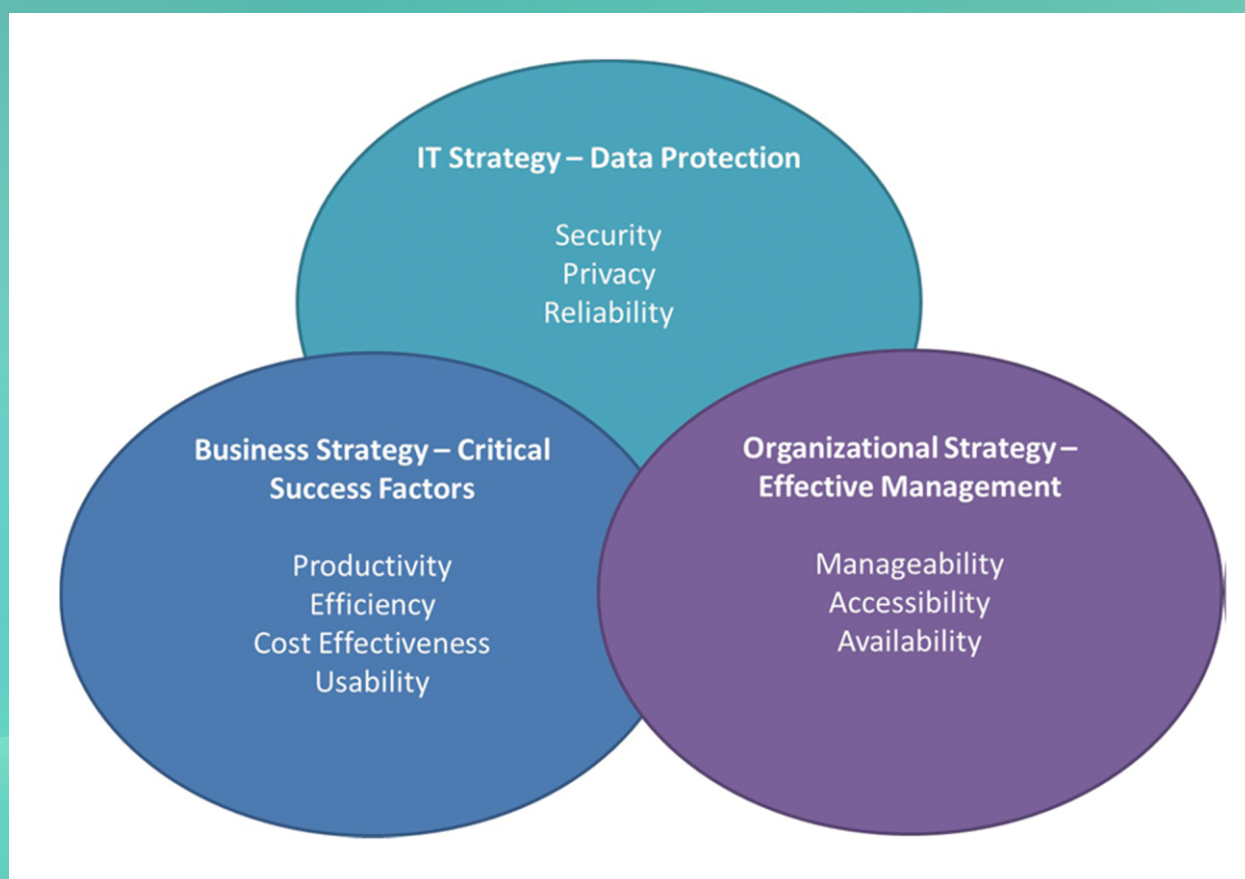 IT Strategy – Data Protection
Security
Privacy
Reliability
Business Strategy – Critical
Success Factors
Productivity
Efficiency
Cost Effectiveness
Usability
Organizational Strategy –
Effective Management
Manageability
Accessibility
Availability